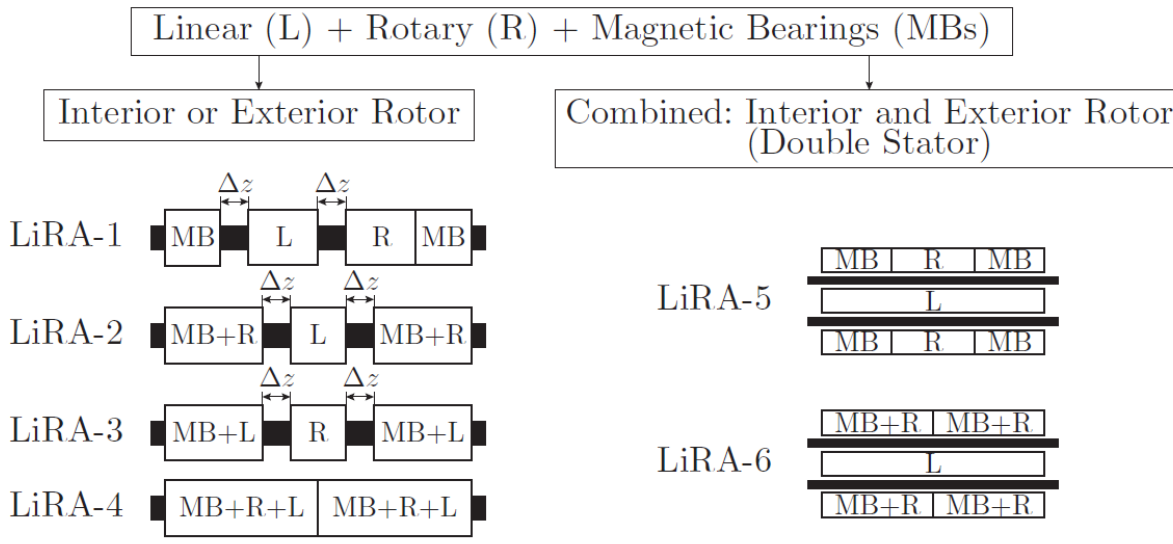 Linear (L) + Rotary (R) + Magnetic Bearings (MBs)
Interior or Exterior Rotor
Combined: Interior and Exterior Rotor
(Double Stator)
Δz Δz
LiRA-1 MB L R MB
Δz Δz
LiRA-2 MB+R L MB+R
Δz Δz
LiRA-3 MB+L R MB+L
LiRA-4 MB+R+L MB+R+L
MB R MB
LiRA-5 L
MB R MB
MB+R MB+R
LiRA-6 L
MB+R MB+R